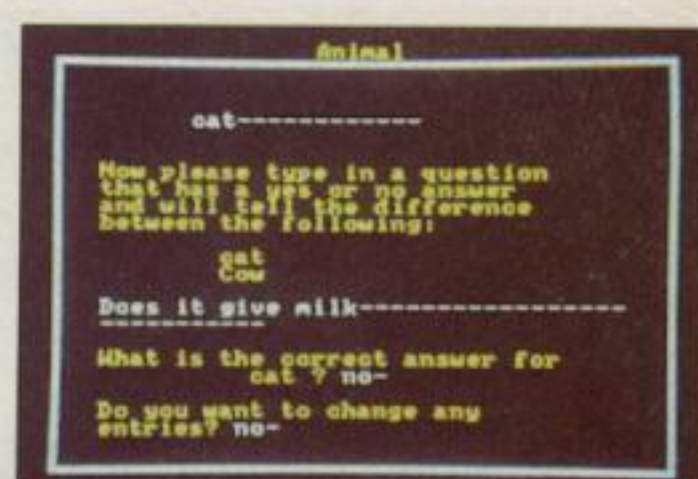 Animal
cat-------------
Now please type in a question
that has a yes or no answer
and will tell the difference
between the following:
cat
Cow
Does it give milk-------------------
------------
What is the correct answer for
cat ? no-
Do you want to change any
entries? no-